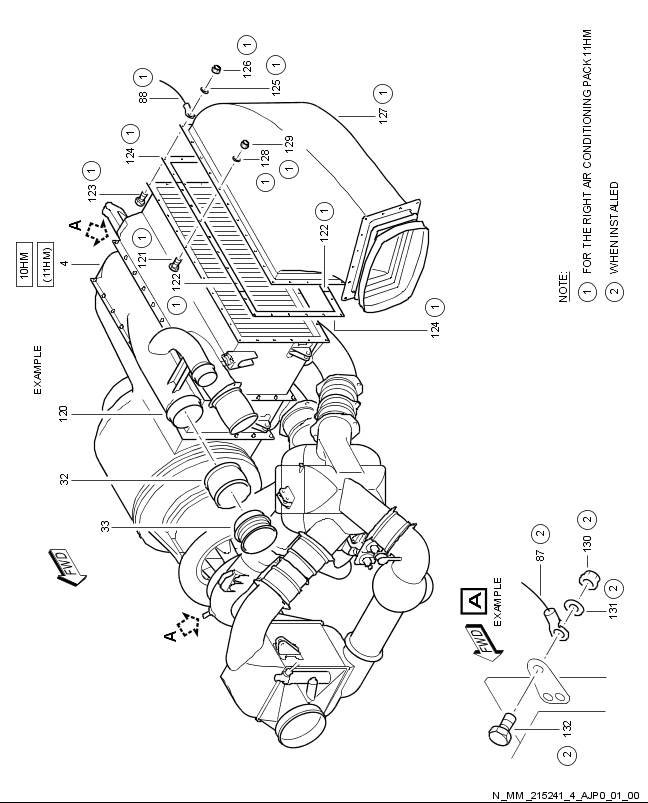 126 1
125 1
88 1
127 1
129 1
128 1
124 1
123 1
A
121 1
122 1
122 1
124 1
10HM
(11HM)
4
EXAMPLE
120
32
33
FWD
A
NOTE:
1 FOR THE RIGHT AIR CONDITIONING PACK 11HM
2 WHEN INSTALLED
A
EXAMPLE
FWD
87 2
130 2
131 2
132
2
N_MM_215241_4_AJP0_01_00